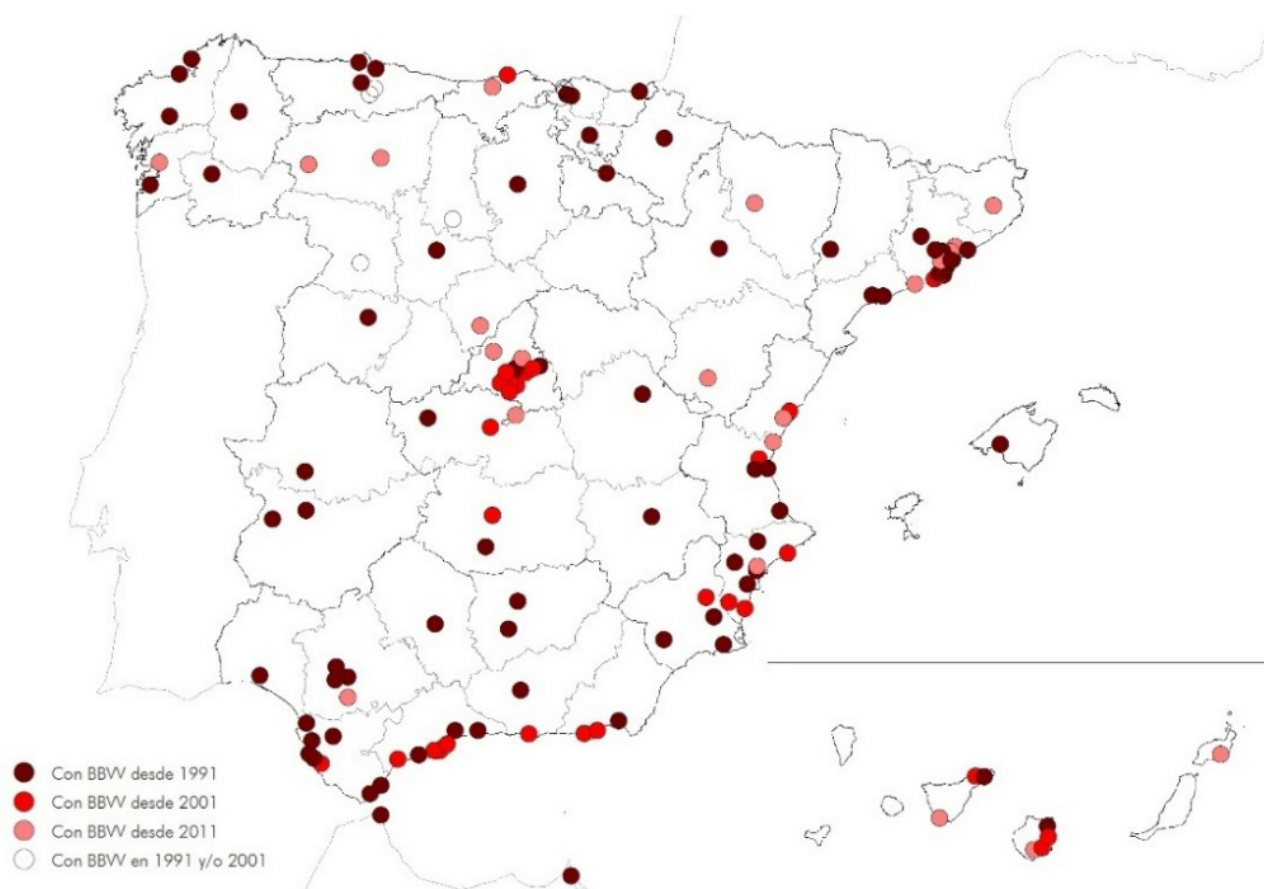 Con BBVV desde 1991
Con BBVV desde 2001
Con BBVV desde 2011
Con BBVV en 1991 y/o 2001